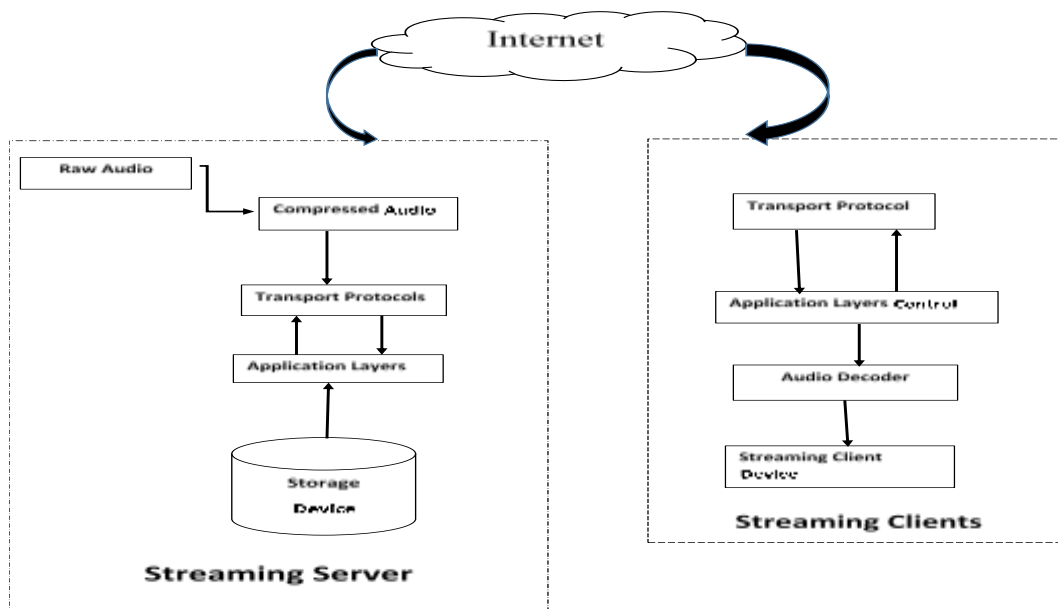 Internet
Raw Audio
Compressed Audio
Transport Protocols
Application Layers
Storage
Device
Streaming Server
Transport Protocol
Application Layers Control
Audio Decoder
Streaming Client
Device
Streaming Clients